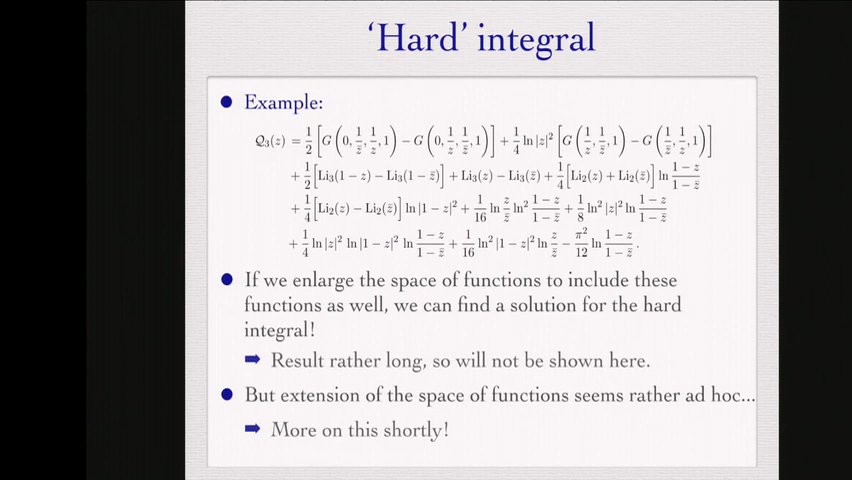 ‘Hard’ integral
• Example:
𝒬₃(z) = 1/2 [G(0, 1/z̄, 1/z, 1) − G(0, 1/z, 1/z̄, 1)] + 1/4 ln|z|² [G(1/z, 1/z̄, 1) − G(1/z̄, 1/z, 1)]
+ 1/2 [Li₃(1 − z) − Li₃(1 − z̄)] + Li₃(z) − Li₃(z̄) + 1/4 [Li₂(z) + Li₂(z̄)] ln (1 − z)/(1 − z̄)
+ 1/4 [Li₂(z) − Li₂(z̄)] ln|1 − z|² + 1/16 ln z/z̄ ln² (1 − z)/(1 − z̄) + 1/8 ln²|z|² ln (1 − z)/(1 − z̄)
+ 1/4 ln|z|² ln|1 − z|² ln (1 − z)/(1 − z̄) + 1/16 ln²|1 − z|² ln z/z̄ − π²/12 ln (1 − z)/(1 − z̄) .
• If we enlarge the space of functions to include these
functions as well, we can find a solution for the hard
integral!
➡ Result rather long, so will not be shown here.
• But extension of the space of functions seems rather ad hoc...
➡ More on this shortly!